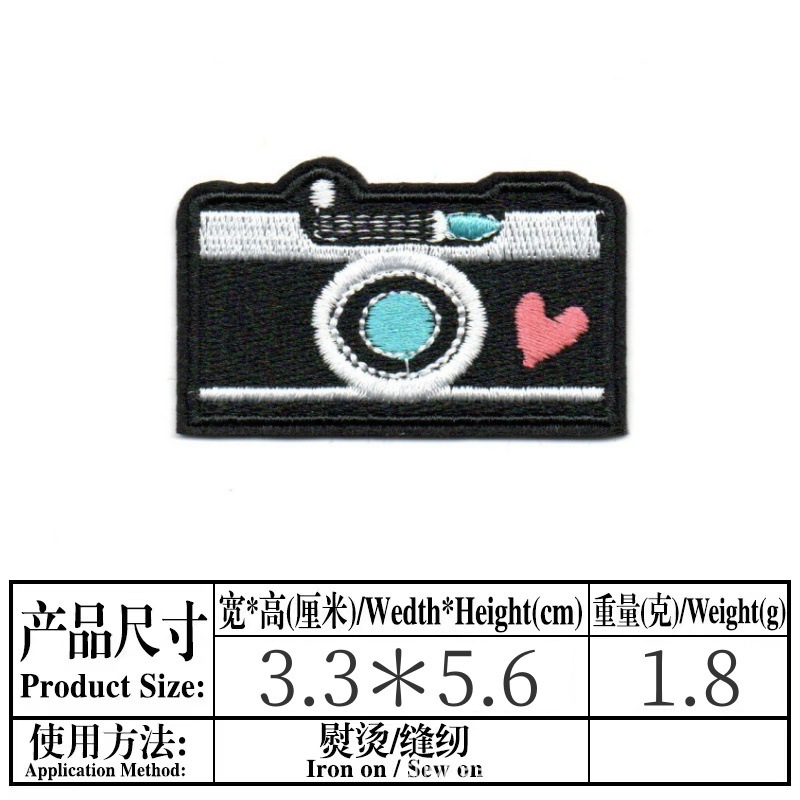 产品尺寸
Product Size:
宽*高(厘米)/Wedth*Height(cm)
重量(克)/Weight(g)
3.3*5.6
1.8
使用方法:
Application Method:
熨烫/缝纫
Iron on / Sew on